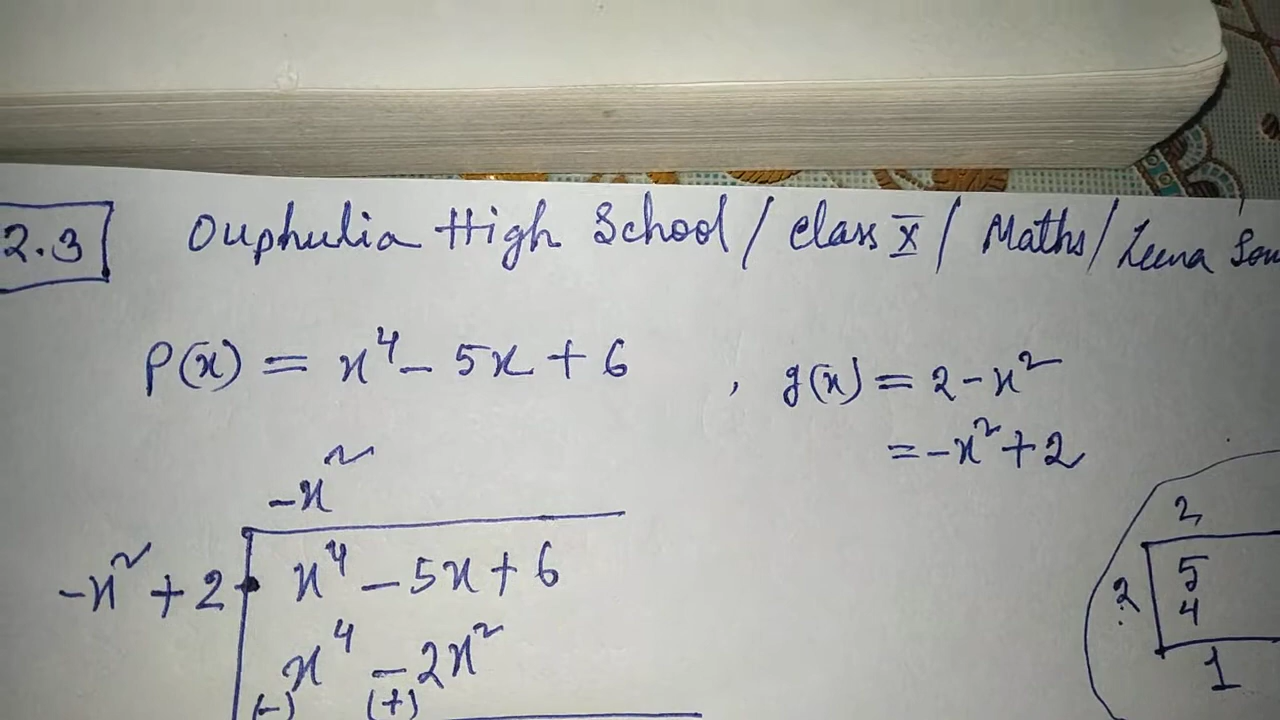 2.3
Ouphulia High School / Class X / Maths / Leena
P(x) = x⁴ - 5x + 6 , g(x) = 2 - x²
= -x² + 2
-x²
-x² + 2 x⁴ - 5x + 6
x⁴ - 2x²
(-) (+)
2
2 5
4
1